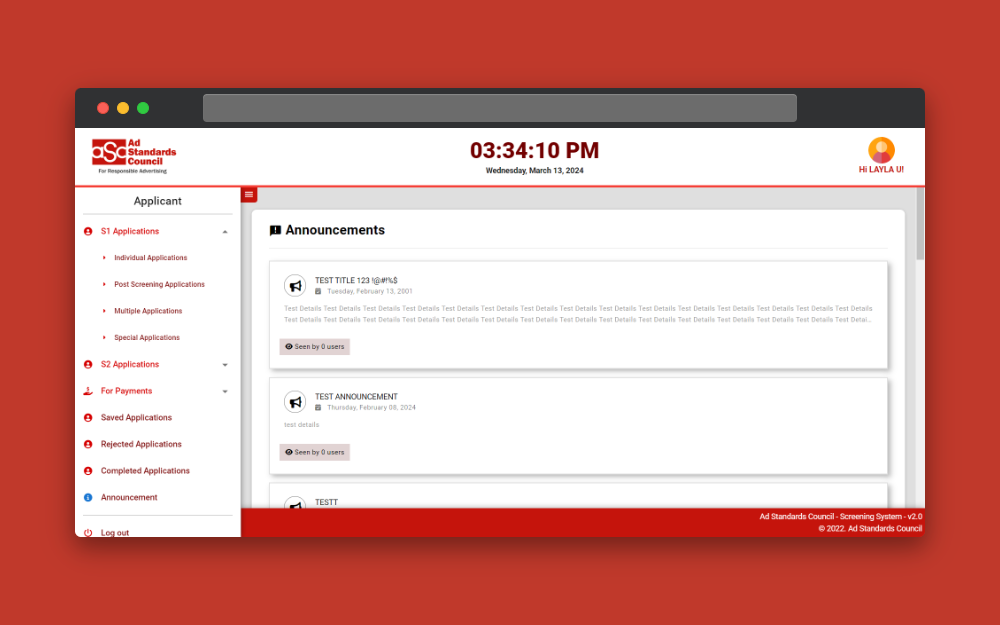 aSc
Ad
Standards
Council
For Responsible Advertising
03:34:10 PM
Wednesday, March 13, 2024
Hi LAYLA U!
Applicant
S1 Applications
Individual Applications
Post Screening Applications
Multiple Applications
Special Applications
S2 Applications
For Payments
Saved Applications
Rejected Applications
Completed Applications
Announcement
Log out
Announcements
TEST TITLE 123 !@#!%$
Tuesday, February 13, 2001
Test Details Test Details Test Details Test Details Test Details Test Details Test Details Test Details Test Details Test Details Test Details Test Details Test Details Test Details Test Details
Test Details Test Details Test Details Test Details Test Details Test Details Test Details Test Details Test Details Test Details Test Details Test Details Test Details Test Details Test Detai...
Seen by 0 users
TEST ANNOUNCEMENT
Thursday, February 08, 2024
test details
Seen by 0 users
TESTT
Ad Standards Council - Screening System - v2.0
© 2022. Ad Standards Council